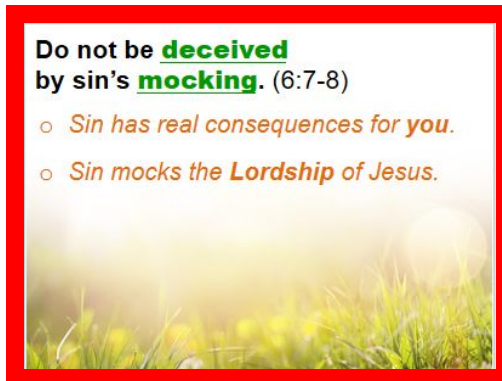 Do not be deceived
by sin's mocking. (6:7-8)
○ Sin has real consequences for you.
○ Sin mocks the Lordship of Jesus.